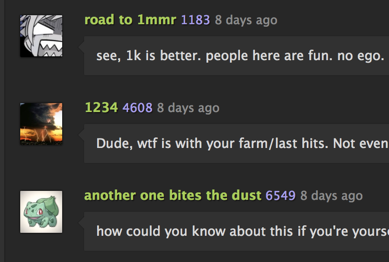 road to 1mmr 1183 8 days ago
see, 1k is better. people here are fun. no ego.
1234 4608 8 days ago
Dude, wtf is with your farm/last hits. Not even
another one bites the dust 6549 8 days ago
how could you know about this if you're yourse